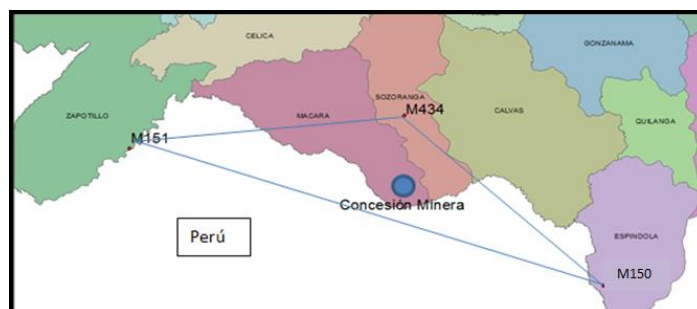 CELICA
GONZANAMA
SOZORANGA
M434
ZAPOTILLO
MACARA
CALVAS
QUILANGA
M151
Concesión Minera
Perú
ESPINDOLA
M150